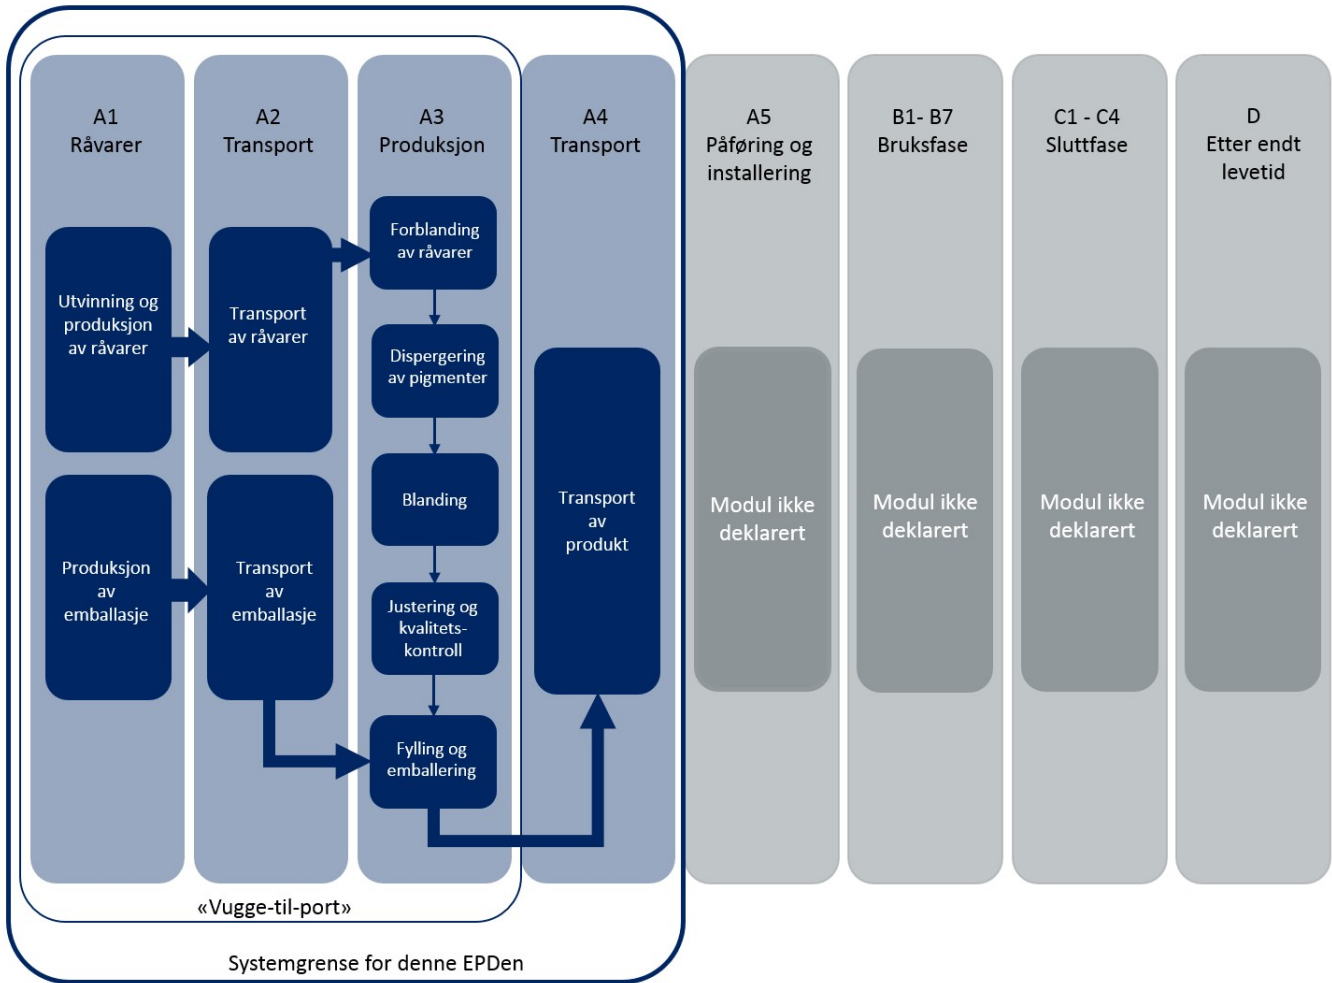 A1
Råvarer
A2
Transport
A3
Produksjon
A4
Transport
A5
Påføring og
installering
B1- B7
Bruksfase
C1 - C4
Sluttfase
D
Etter endt
levetid
Utvinning og
produksjon
av råvarer
Transport
av råvarer
Forblanding
av råvarer
Dispergering
av pigmenter
Blanding
Justering og
kvalitets-
kontroll
Fylling og
emballering
Produksjon
av
emballasje
Transport
av
emballasje
Transport
av
produkt
Modul ikke
deklarert
Modul ikke
deklarert
Modul ikke
deklarert
Modul ikke
deklarert
«Vugge-til-port»
Systemgrense for denne EPDen